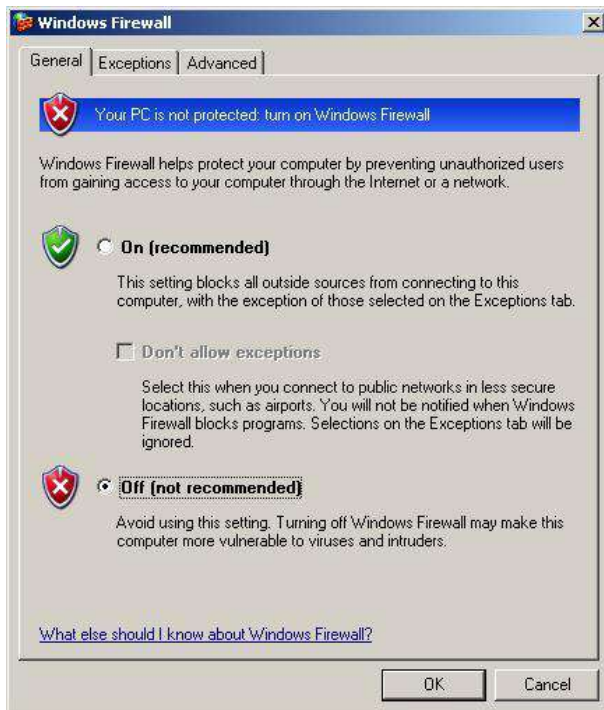 Windows Firewall
General Exceptions Advanced
Your PC is not protected: turn on Windows Firewall
Windows Firewall helps protect your computer by preventing unauthorized users
from gaining access to your computer through the Internet or a network.
On (recommended)
This setting blocks all outside sources from connecting to this
computer, with the exception of those selected on the Exceptions tab.
Don't allow exceptions
Select this when you connect to public networks in less secure
locations, such as airports. You will not be notified when Windows
Firewall blocks programs. Selections on the Exceptions tab will be
ignored.
Off (not recommended)
Avoid using this setting. Turning off Windows Firewall may make this
computer more vulnerable to viruses and intruders.
What else should I know about Windows Firewall?
OK Cancel